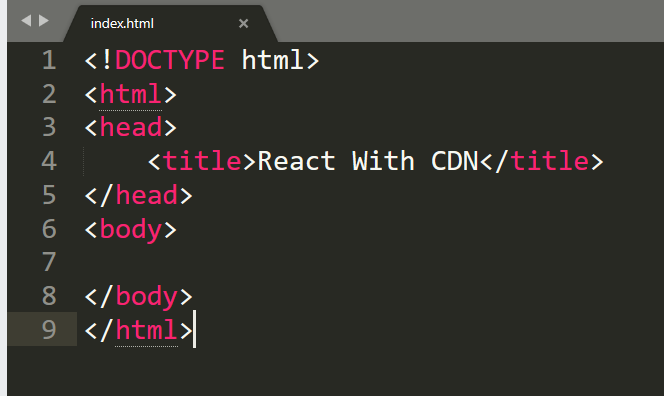 index.html ×
1 <!DOCTYPE html>
2 <html>
3 <head>
4     <title>React With CDN</title>
5 </head>
6 <body>
7
8 </body>
9 </html>